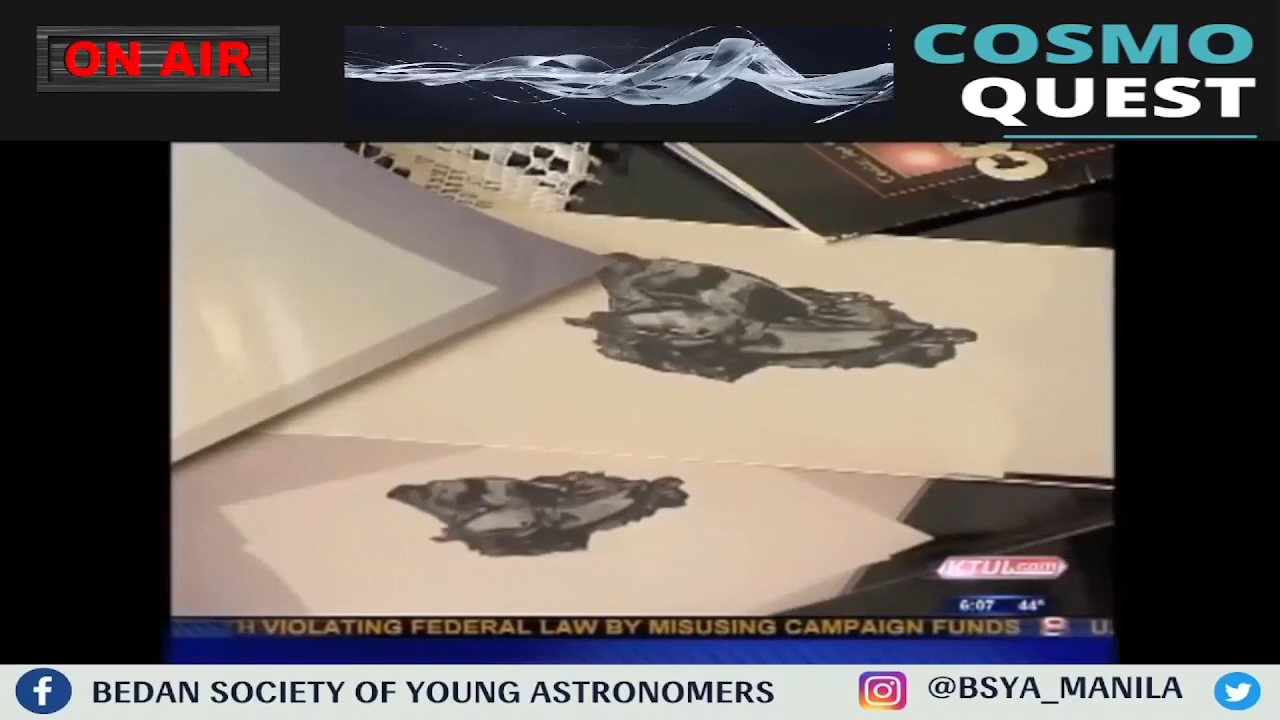 ON AIR
COSMO
QUEST
KTUL.com
6:07 44°
H VIOLATING FEDERAL LAW BY MISUSING CAMPAIGN FUNDS 8 U.
BEDAN SOCIETY OF YOUNG ASTRONOMERS
@BSYA_MANILA